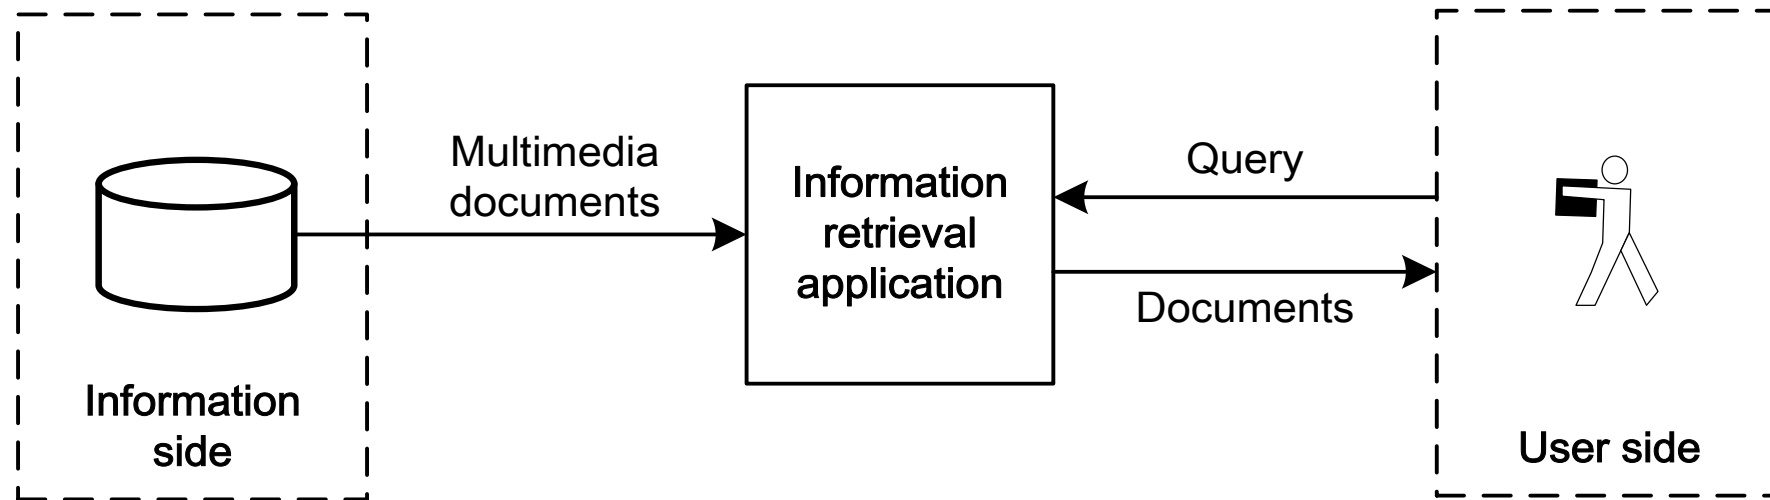 Information
side
Multimedia
documents
Information
retrieval
application
Query
Documents
User side